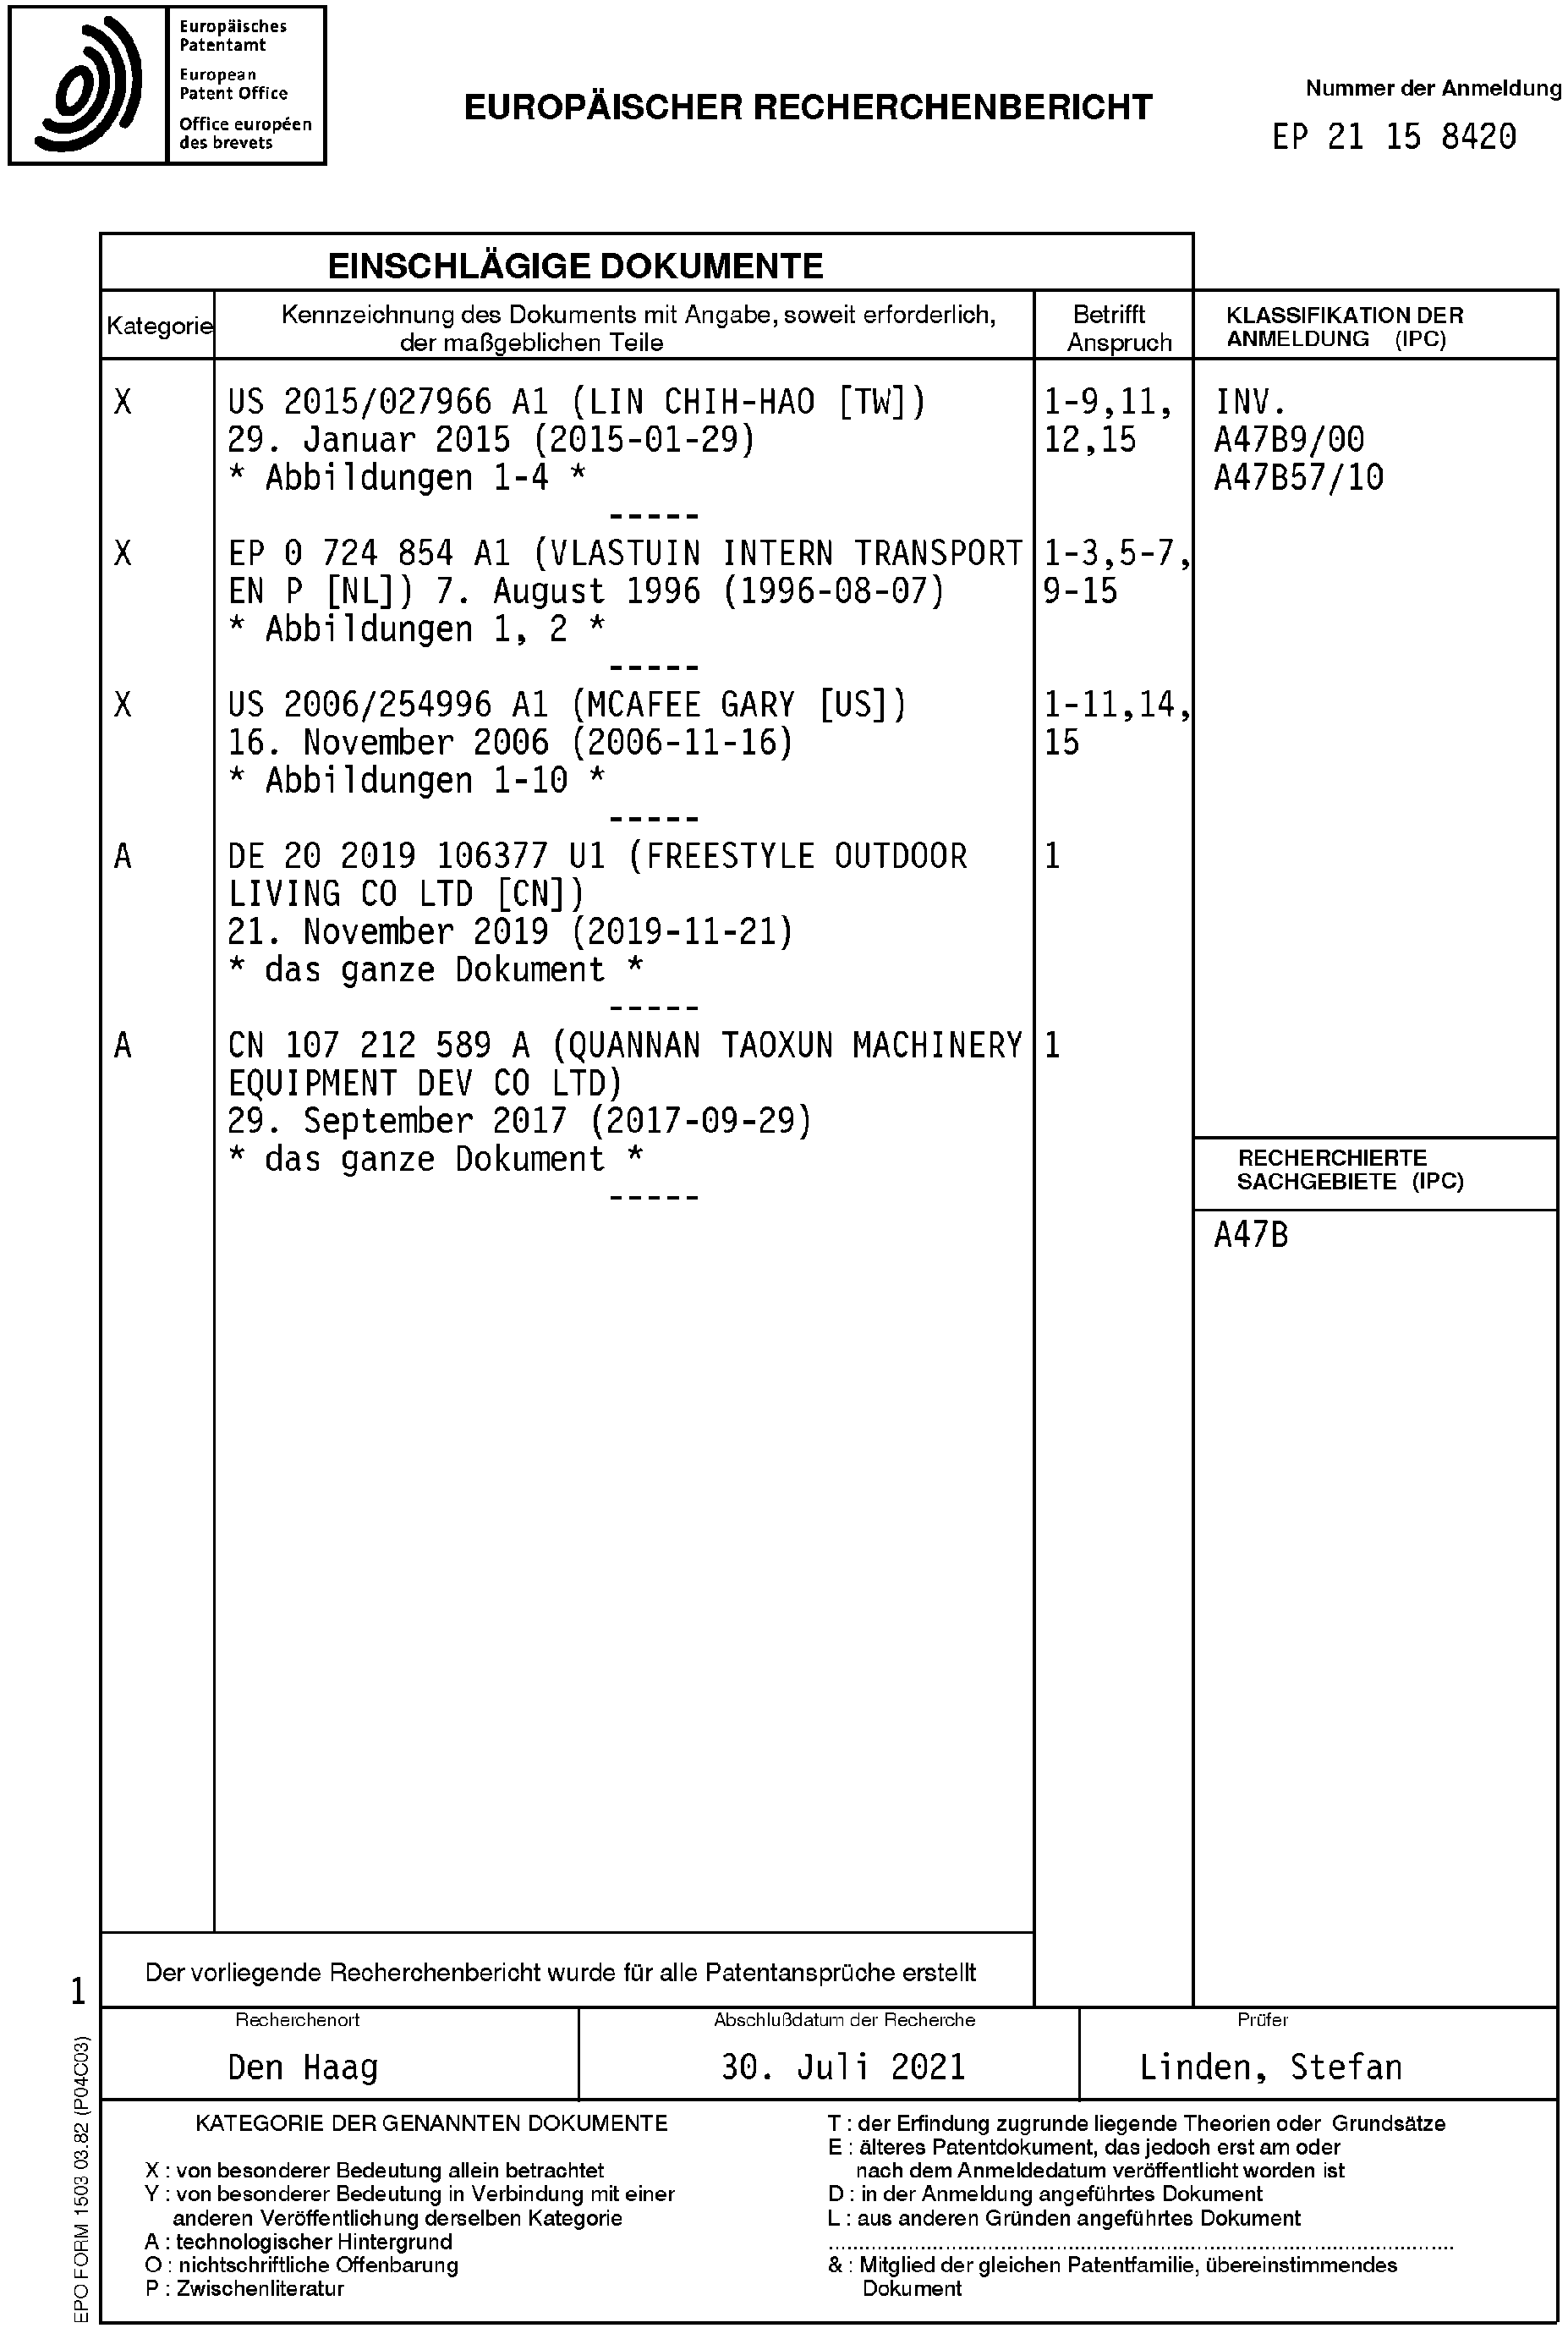 Europäisches
Patentamt
European
Patent Office
Office européen
des brevets
EUROPÄISCHER RECHERCHENBERICHT
Nummer der Anmeldung
EP 21 15 8420
EINSCHLÄGIGE DOKUMENTE
Kategorie
Kennzeichnung des Dokuments mit Angabe, soweit erforderlich,
der maßgeblichen Teile
Betrifft
Anspruch
KLASSIFIKATION DER
ANMELDUNG (IPC)
X
US 2015/027966 A1 (LIN CHIH-HAO [TW])
29. Januar 2015 (2015-01-29)
* Abbildungen 1-4 *
-----
1-9,11,
12,15
INV.
A47B9/00
A47B57/10
X
EP 0 724 854 A1 (VLASTUIN INTERN TRANSPORT
EN P [NL]) 7. August 1996 (1996-08-07)
* Abbildungen 1, 2 *
-----
1-3,5-7,
9-15
X
US 2006/254996 A1 (MCAFEE GARY [US])
16. November 2006 (2006-11-16)
* Abbildungen 1-10 *
-----
1-11,14,
15
A
DE 20 2019 106377 U1 (FREESTYLE OUTDOOR
LIVING CO LTD [CN])
21. November 2019 (2019-11-21)
* das ganze Dokument *
-----
1
A
CN 107 212 589 A (QUANNAN TAOXUN MACHINERY
EQUIPMENT DEV CO LTD)
29. September 2017 (2017-09-29)
* das ganze Dokument *
-----
1
RECHERCHIERTE
SACHGEBIETE (IPC)
A47B
Der vorliegende Recherchenbericht wurde für alle Patentansprüche erstellt
1
Recherchenort
Den Haag
Abschlußdatum der Recherche
30. Juli 2021
Prüfer
Linden, Stefan
EPO FORM 1503 03.82 (P04C03)
KATEGORIE DER GENANNTEN DOKUMENTE
X : von besonderer Bedeutung allein betrachtet
Y : von besonderer Bedeutung in Verbindung mit einer
anderen Veröffentlichung derselben Kategorie
A : technologischer Hintergrund
O : nichtschriftliche Offenbarung
P : Zwischenliteratur
T : der Erfindung zugrunde liegende Theorien oder Grundsätze
E : älteres Patentdokument, das jedoch erst am oder
nach dem Anmeldedatum veröffentlicht worden ist
D : in der Anmeldung angeführtes Dokument
L : aus anderen Gründen angeführtes Dokument
& : Mitglied der gleichen Patentfamilie, übereinstimmendes
Dokument